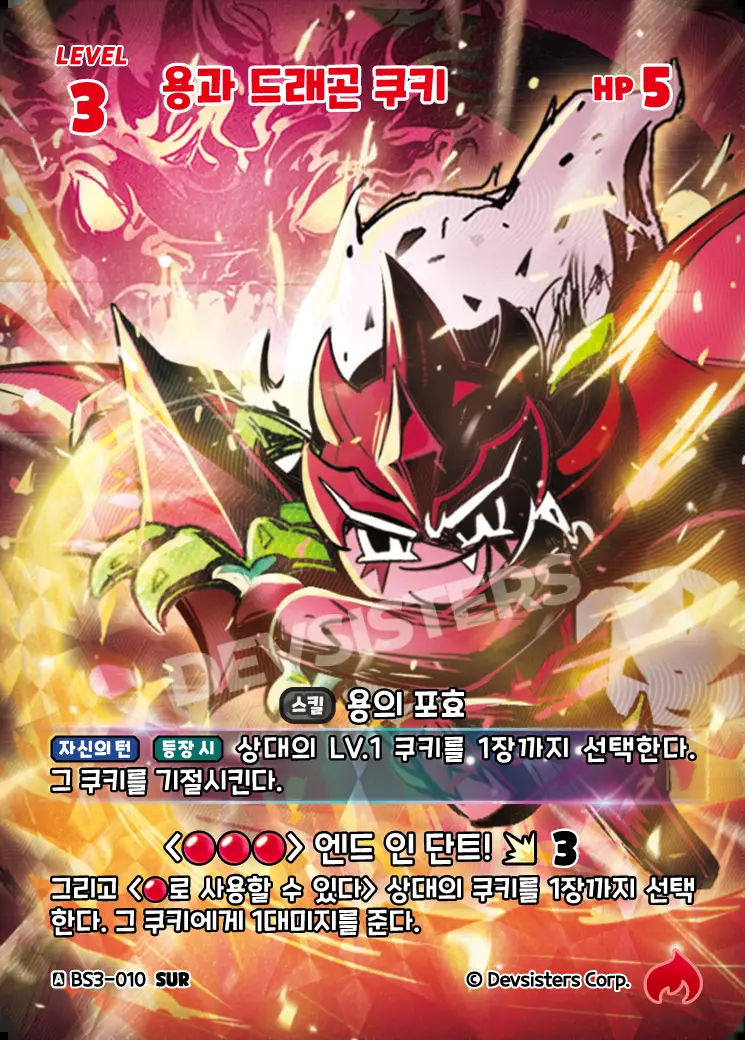 LEVEL
3
용과 드래곤 쿠키
HP 5
DEVSISTERS
스킬 용의 포효
자신의 턴 등장 시 상대의 LV.1 쿠키를 1장까지 선택한다.
그 쿠키를 기절시킨다.
<🔴🔴🔴> 엔드 인 단트! 3
그리고 <🔴로 사용할 수 있다> 상대의 쿠키를 1장까지 선택
한다. 그 쿠키에게 1대미지를 준다.
A BS3-010 SUR
© Devsisters Corp.